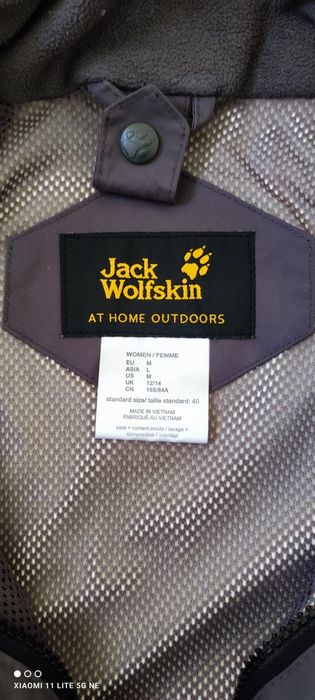 Jack
Wolfskin
AT HOME OUTDOORS
WOMEN / FEMME
EU M
ASIA L
US M
UK 12/14
CN 165/84A
standard size/ taille standard: 40
MADE IN VIETNAM
FABRIQUÉ AU VIETNAM
care + content inside / lavage +
composition / intérieur
XIAOMI 11 LITE 5G NE